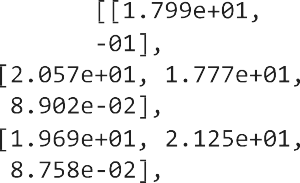 [[1.799e+01,
-01],
[2.057e+01, 1.777e+01,
8.902e-02],
[1.969e+01, 2.125e+01,
8.758e-02],